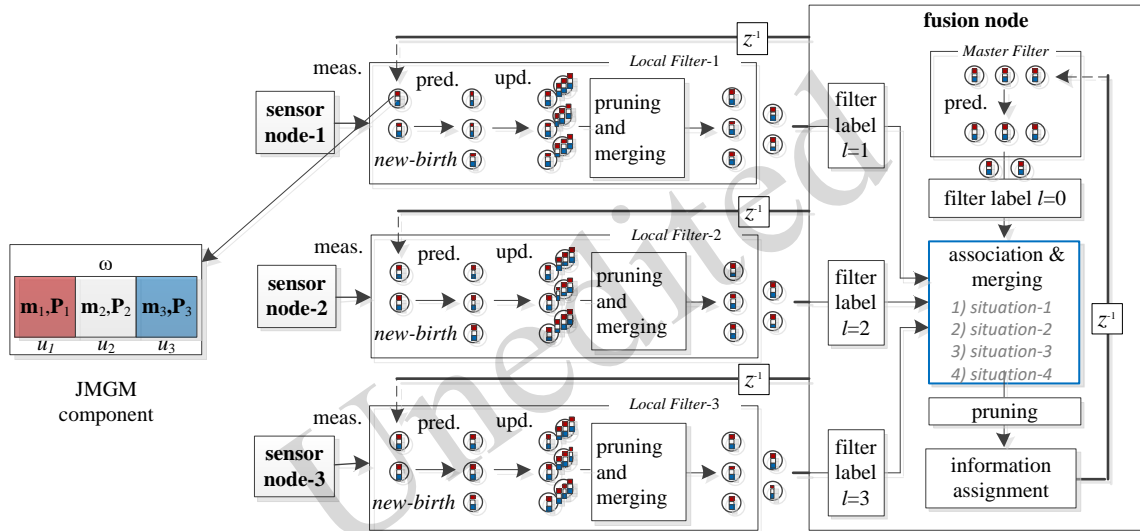 fusion node
Master Filter
pred.
filter label l=0
association &
merging
1) situation-1
2) situation-2
3) situation-3
4) situation-4
pruning
information
assignment
z-1
z-1
meas.
Local Filter-1
pred.
upd.
sensor
node-1
pruning
and
merging
new-birth
filter
label
l=1
z-1
meas.
Local Filter-2
pred.
upd.
sensor
node-2
pruning
and
merging
new-birth
filter
label
l=2
z-1
meas.
Local Filter-3
pred.
upd.
sensor
node-3
pruning
and
merging
new-birth
filter
label
l=3
ω
m1,P1 m2,P2 m3,P3
u1 u2 u3
JMGM
component
Unedited